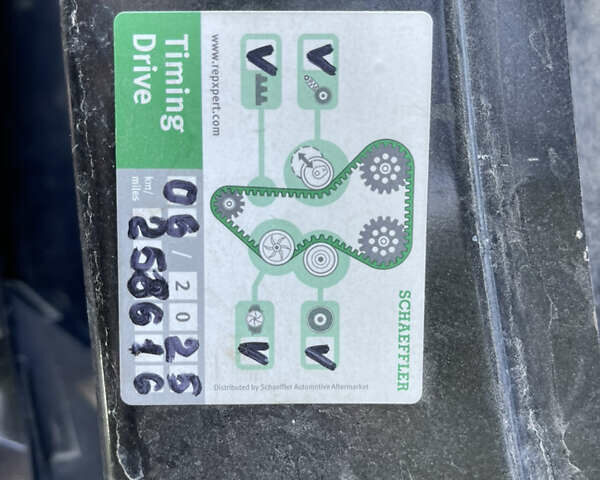 SCHAEFFLER
www.repxpert.com
Timing
Drive
06 / 2025
km/
miles
258616
Distributed by Schaeffler Automotive Aftermarket